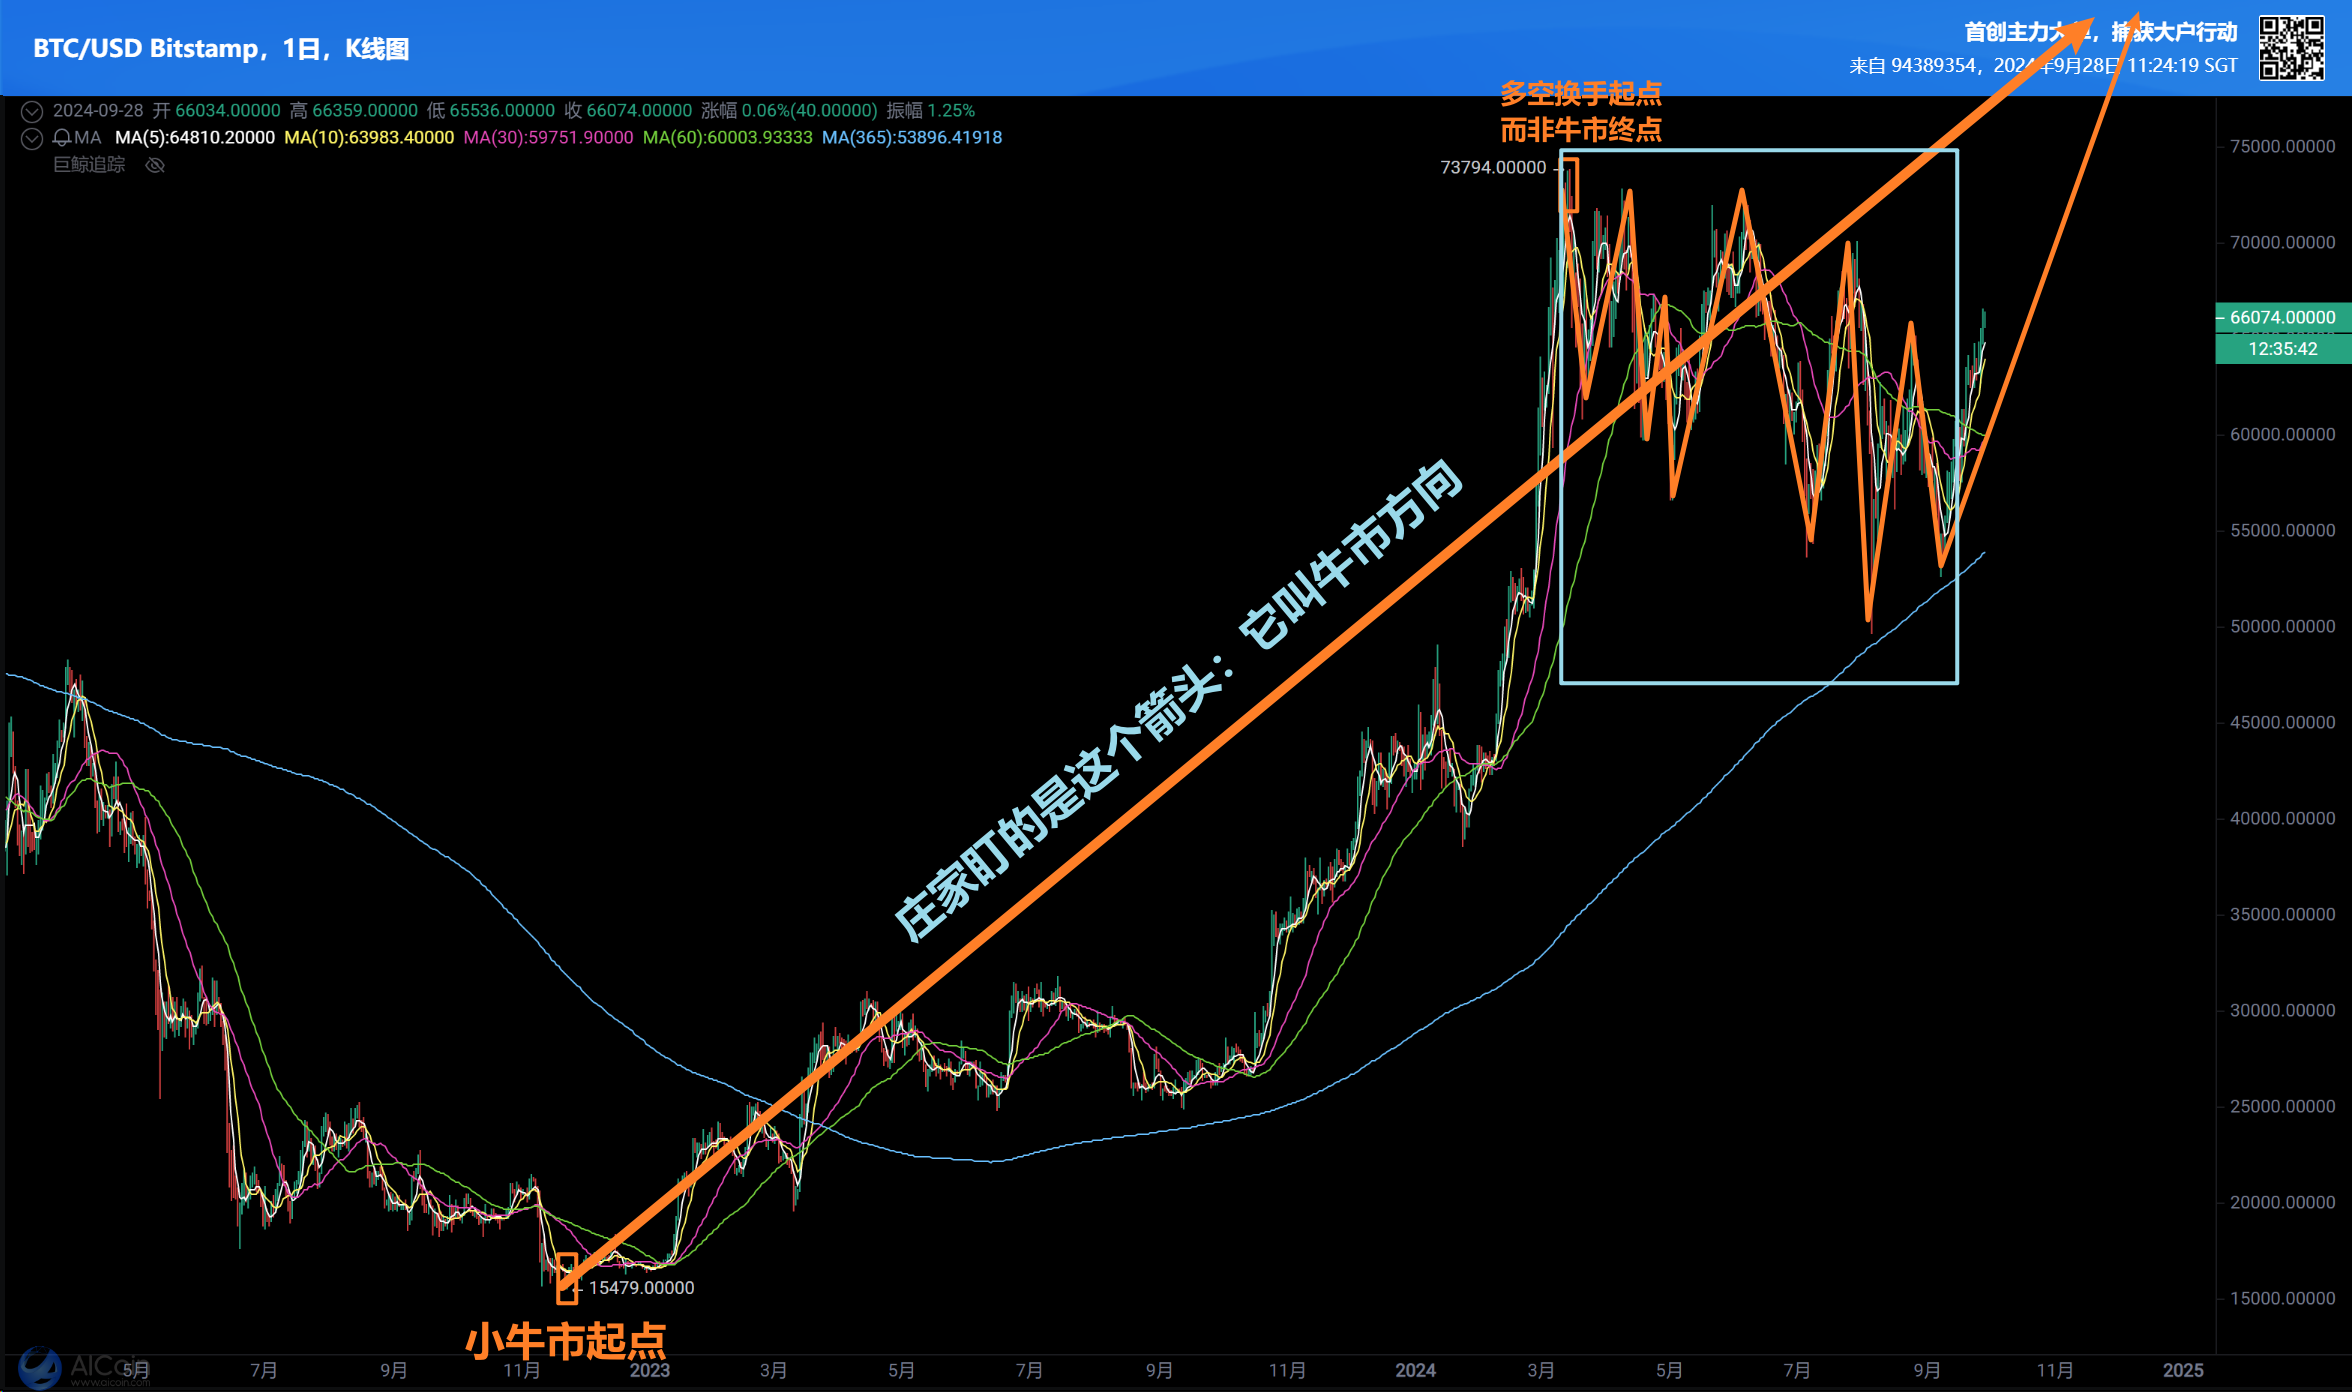 BTC/USD Bitstamp，1日，K线图
首创主力大单，捕获大户行动
来自 94389354，2024年9月28日 11:24:19 SGT
2024-09-28 开 66034.00000 高 66359.00000 低 65536.00000 收 66074.00000 涨幅 0.06%(40.00000) 振幅 1.25%
MA MA(5):64810.20000 MA(10):63983.40000 MA(30):59751.90000 MA(60):60003.93333 MA(365):53896.41918
巨鲸追踪
多空换手起点
而非牛市终点
73794.00000
75000.00000
70000.00000
66074.00000
12:35:42
60000.00000
55000.00000
50000.00000
45000.00000
40000.00000
35000.00000
30000.00000
25000.00000
20000.00000
15000.00000
庄家盯的是这个箭头：它叫牛市方向
15479.00000
小牛市起点
AICoin
www.aicoin.com
5月 7月 9月 11月 2023 3月 5月 7月 9月 11月 2024 3月 5月 7月 9月 11月 2025